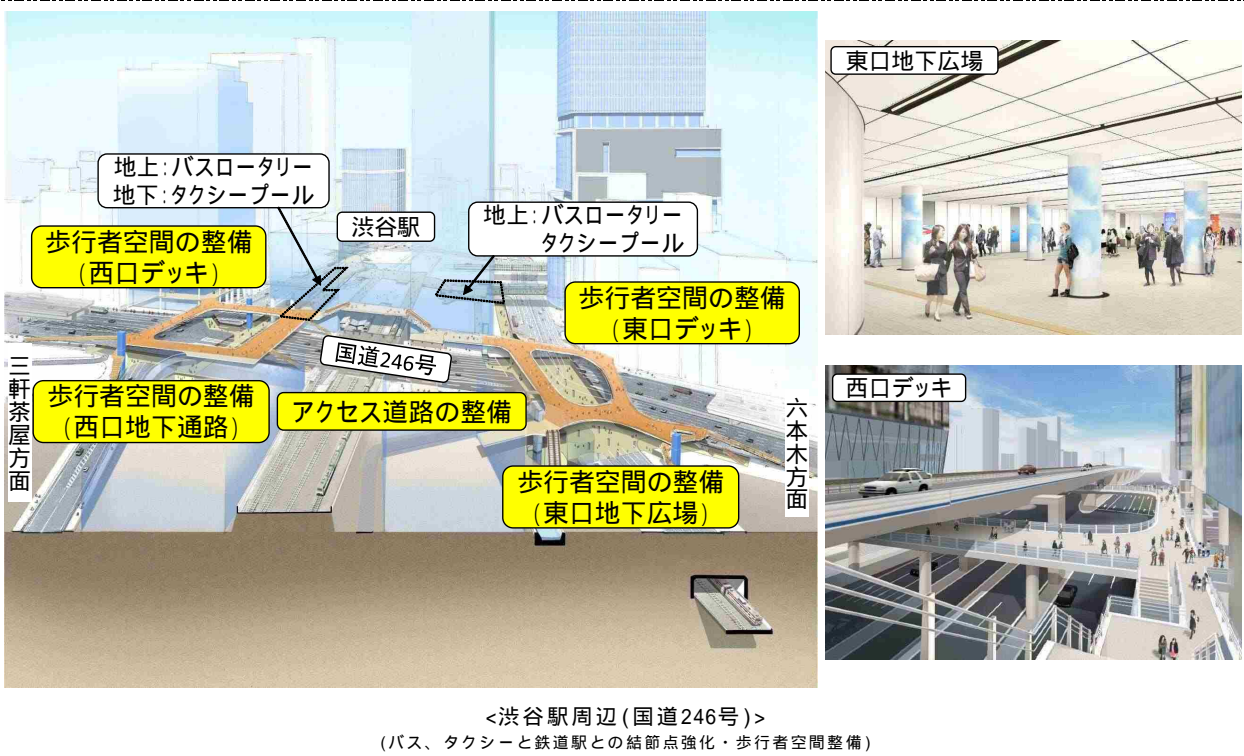 地上:バスロータリー
地下:タクシープール
渋谷駅
地上:バスロータリー
タクシープール
歩行者空間の整備
(西口デッキ)
歩行者空間の整備
(東口デッキ)
国道246号
三軒茶屋方面
歩行者空間の整備
(西口地下通路)
アクセス道路の整備
六本木方面
歩行者空間の整備
(東口地下広場)
東口地下広場
西口デッキ
<渋谷駅周辺(国道246号)>
(バス、タクシーと鉄道駅との結節点強化・歩行者空間整備)